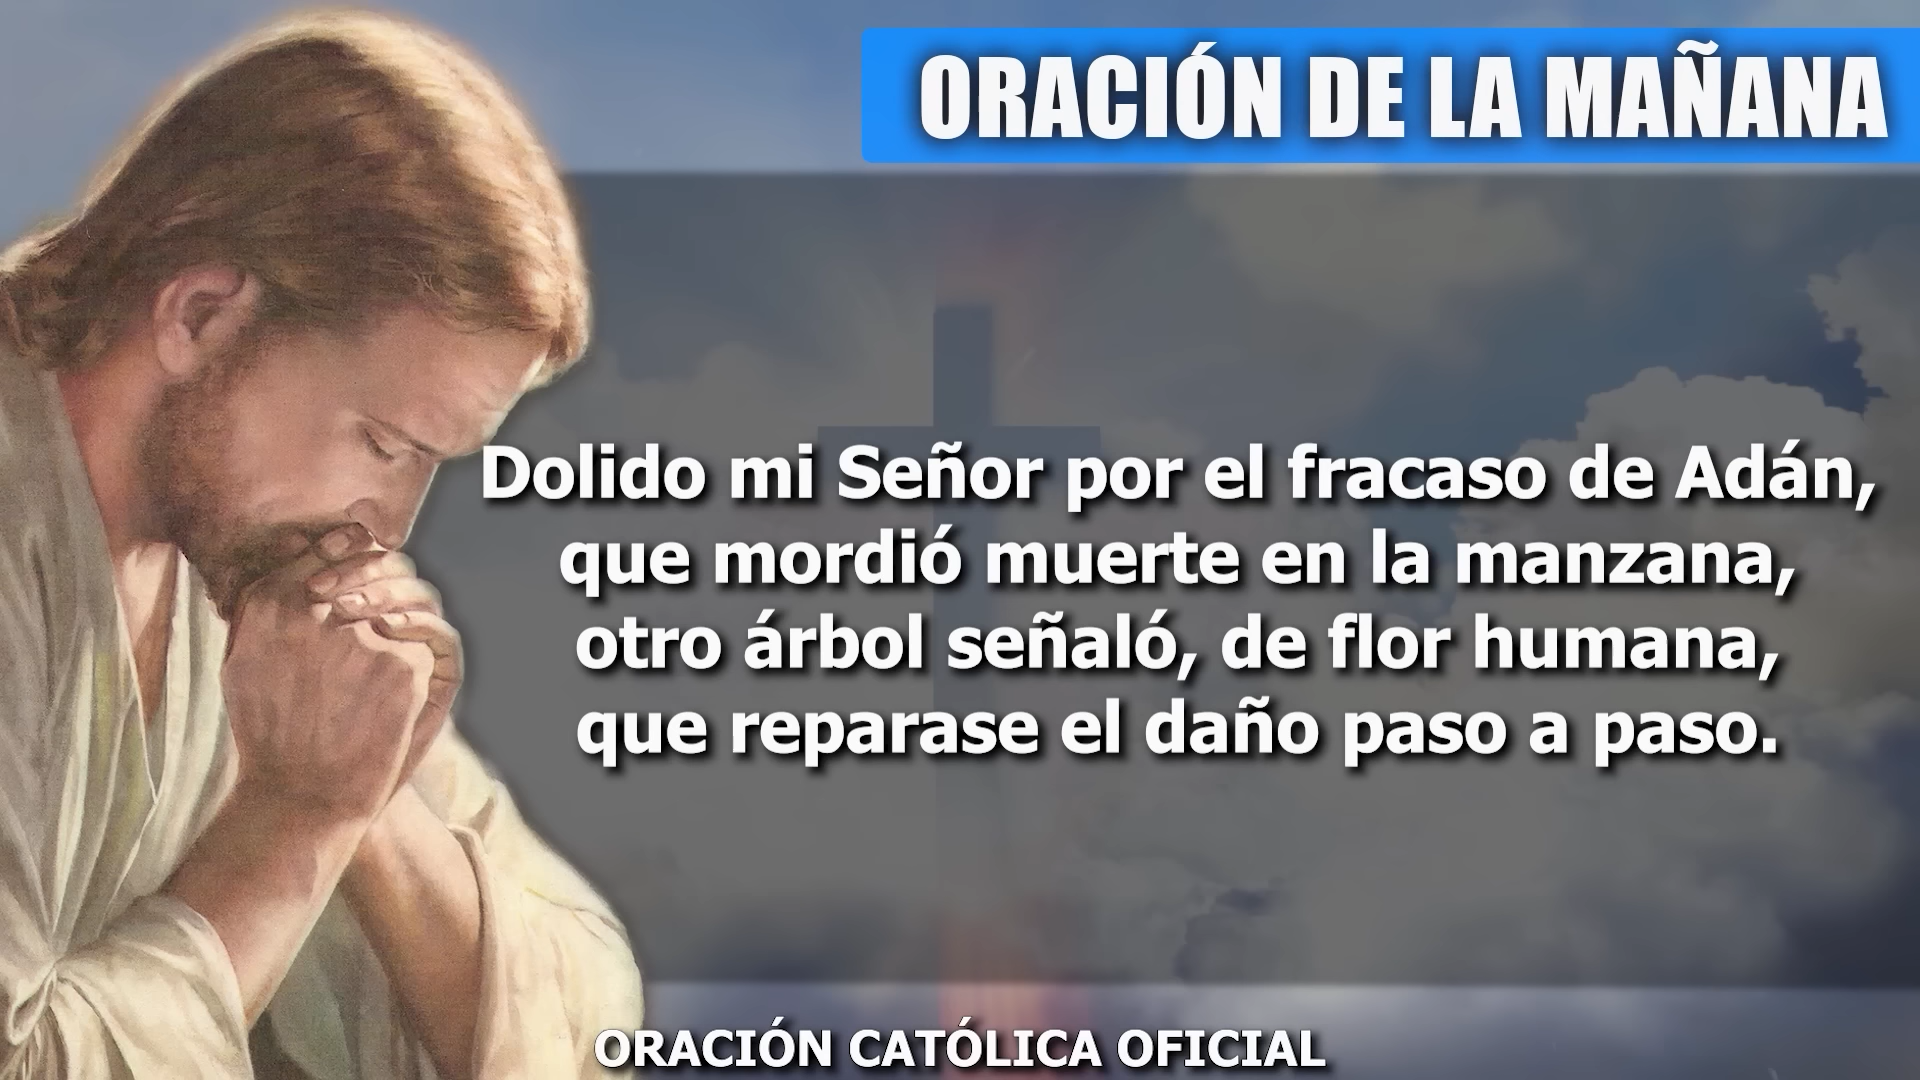 ORACIÓN DE LA MAÑANA
Dolido mi Señor por el fracaso de Adán,
que mordió muerte en la manzana,
otro árbol señaló, de flor humana,
que reparase el daño paso a paso.
ORACIÓN CATÓLICA OFICIAL